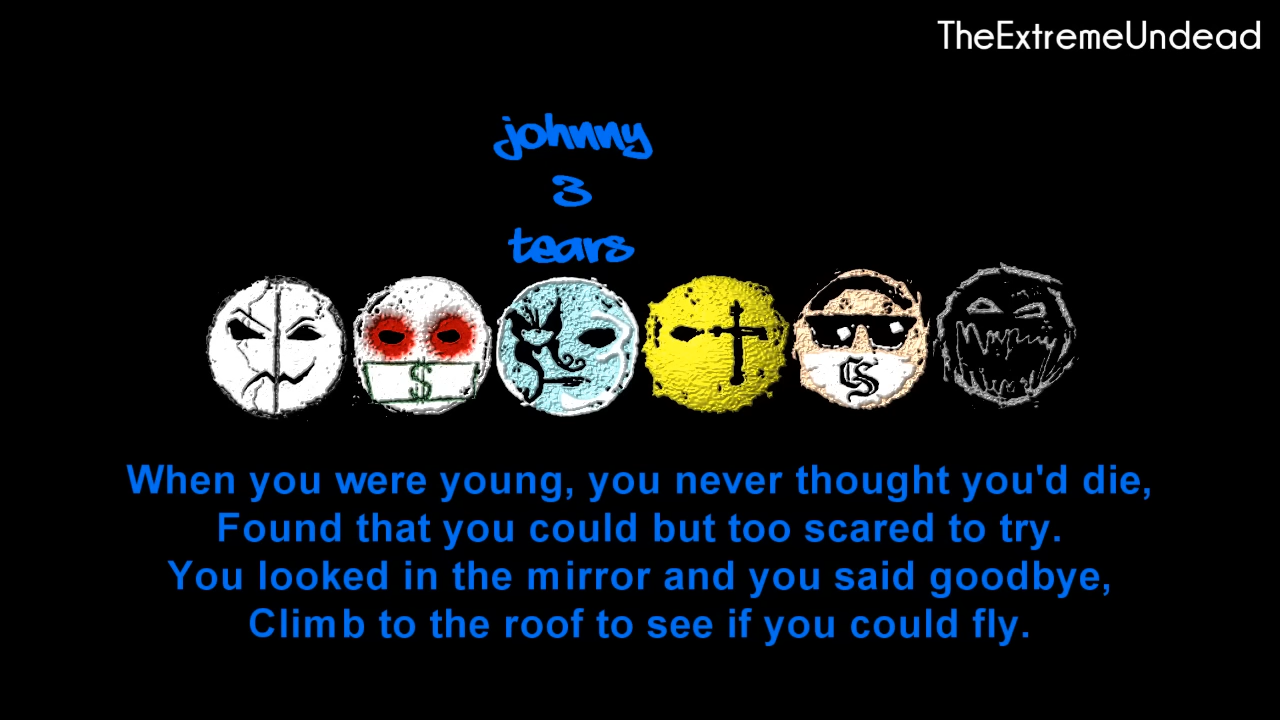 TheExtremeUndead
johnny
3
tears
$
S
When you were young, you never thought you'd die,
Found that you could but too scared to try.
You looked in the mirror and you said goodbye,
Climb to the roof to see if you could fly.